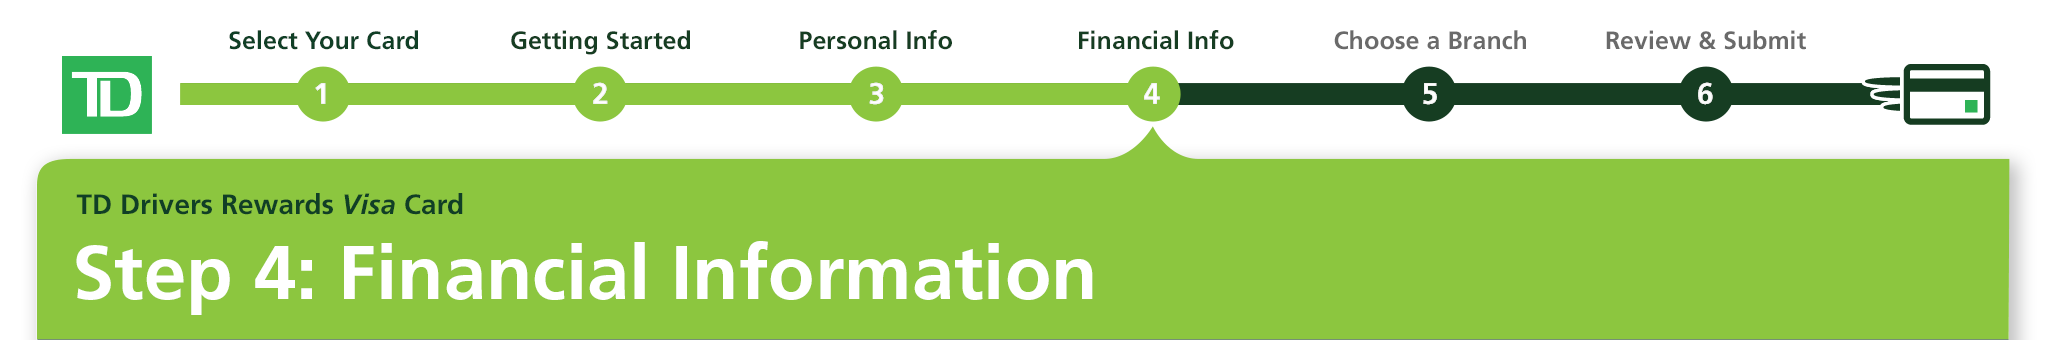 Select Your Card Getting Started Personal Info Financial Info Choose a Branch Review & Submit
TD 1 2 3 4 5 6
TD Drivers Rewards Visa Card
Step 4: Financial Information